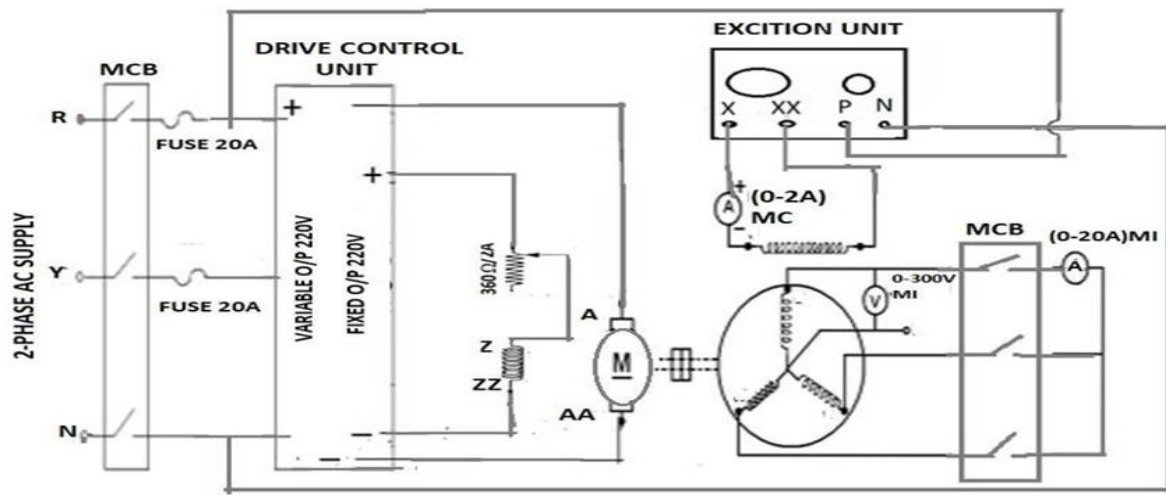 EXCITION UNIT
DRIVE CONTROL
UNIT
MCB
X XX P N
+
R
FUSE 20A
+
+
(0-2A)
A
MC
-
2-PHASE AC SUPPLY
MCB
(0-20A)MI
A
Y
FUSE 20A
VARIABLE O/P 220V
FIXED O/P 220V
360Ω/2A
0-300V
V
MI
A
Z
M
ZZ
AA
N
-
-